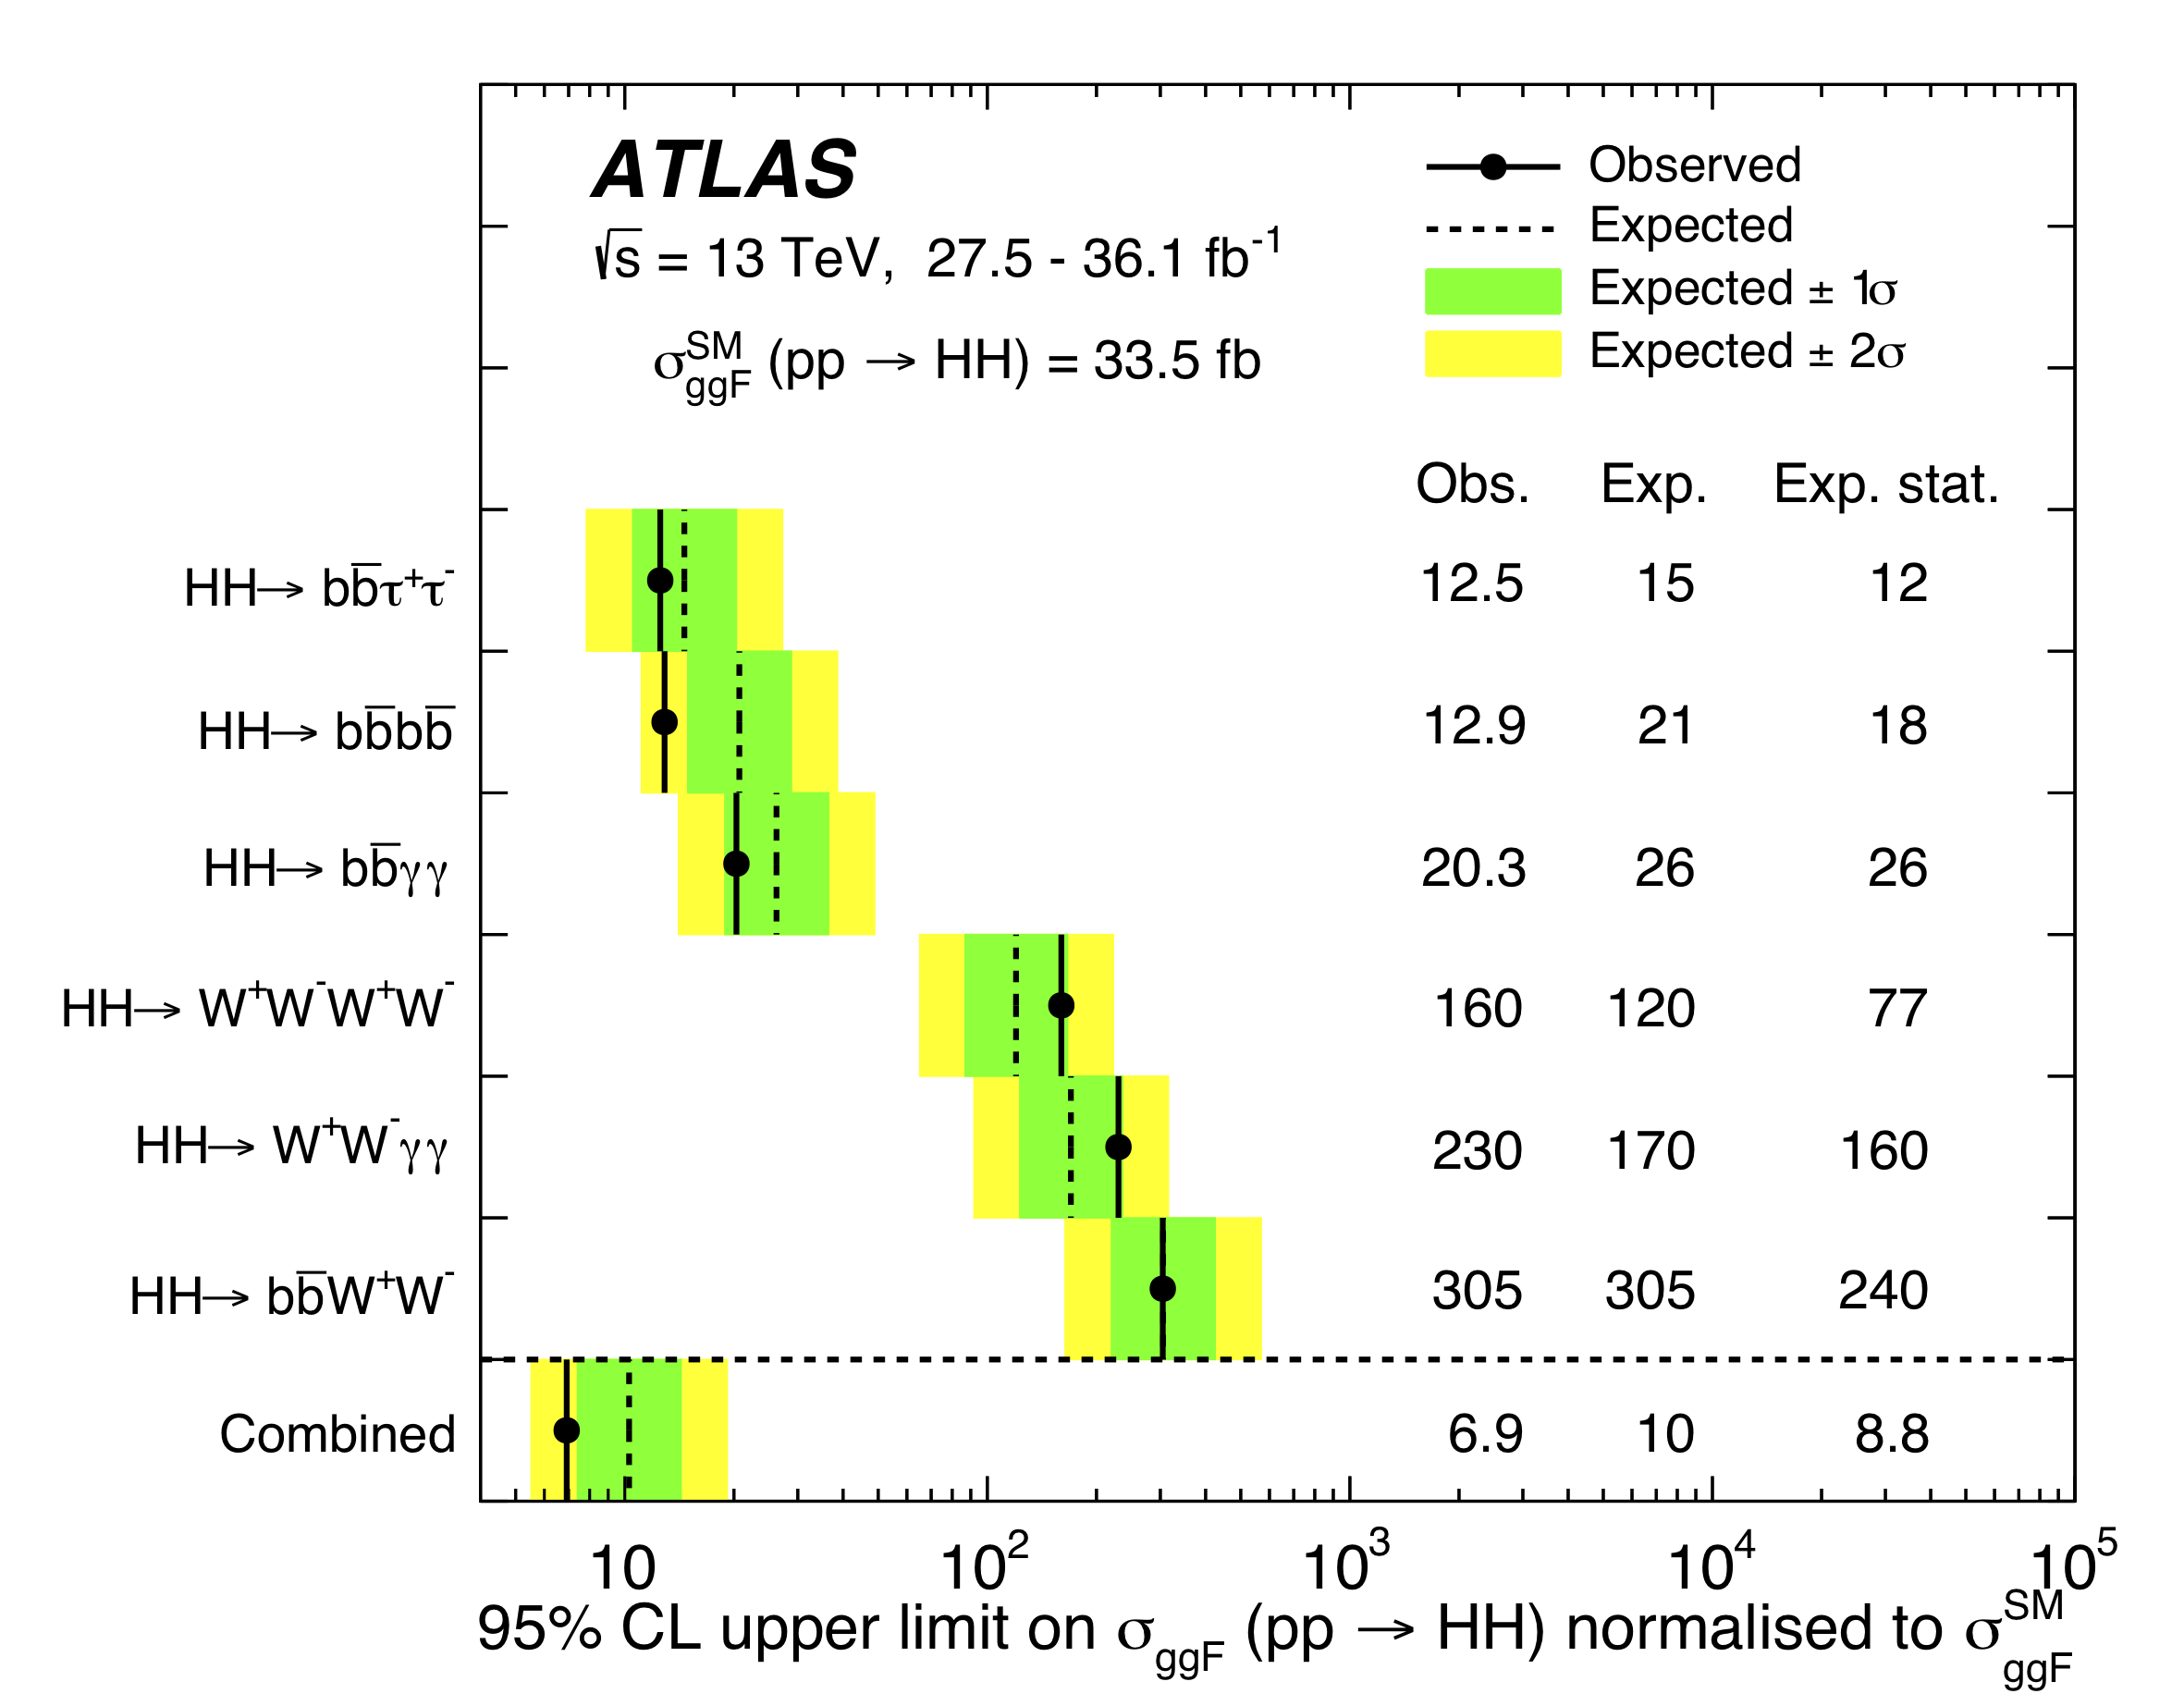 ATLAS
√s = 13 TeV, 27.5 - 36.1 fb⁻¹
σ^SM_ggF (pp → HH) = 33.5 fb
Observed
Expected
Expected ± 1σ
Expected ± 2σ
Obs. Exp. Exp. stat.
HH→ bb̅τ⁺τ⁻ 12.5 15 12
HH→ bb̅bb̅ 12.9 21 18
HH→ bb̅γγ 20.3 26 26
HH→ W⁺W⁻W⁺W⁻ 160 120 77
HH→ W⁺W⁻γγ 230 170 160
HH→ bb̅W⁺W⁻ 305 305 240
Combined 6.9 10 8.8
10 10² 10³ 10⁴ 10⁵
95% CL upper limit on σ_ggF (pp → HH) normalised to σ^SM_ggF